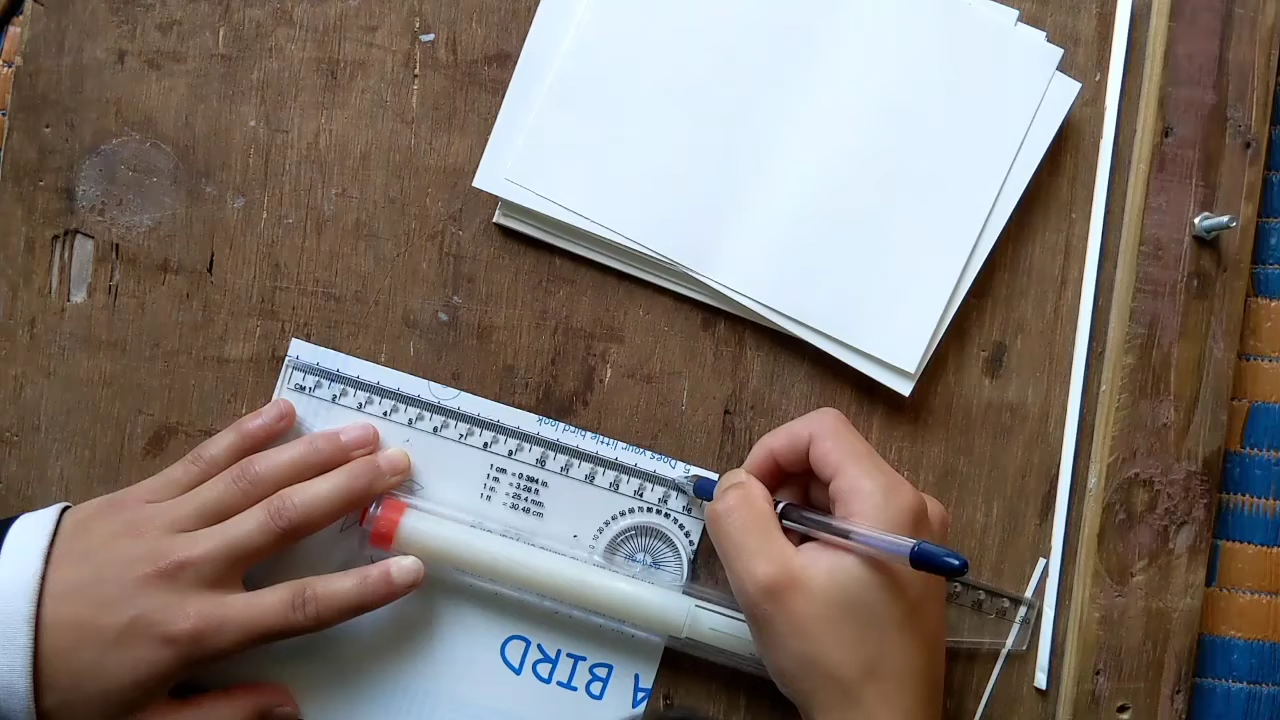 5. Does your little bird look
CM 1 2 3 4 5 6 7 8 9 10 11 12 13 14 15 16
1 cm. = 0.394 in.
1 m. = 3.28 ft.
1 in. = 25.4 mm.
1 ft. = 30.48 cm
A BIRD